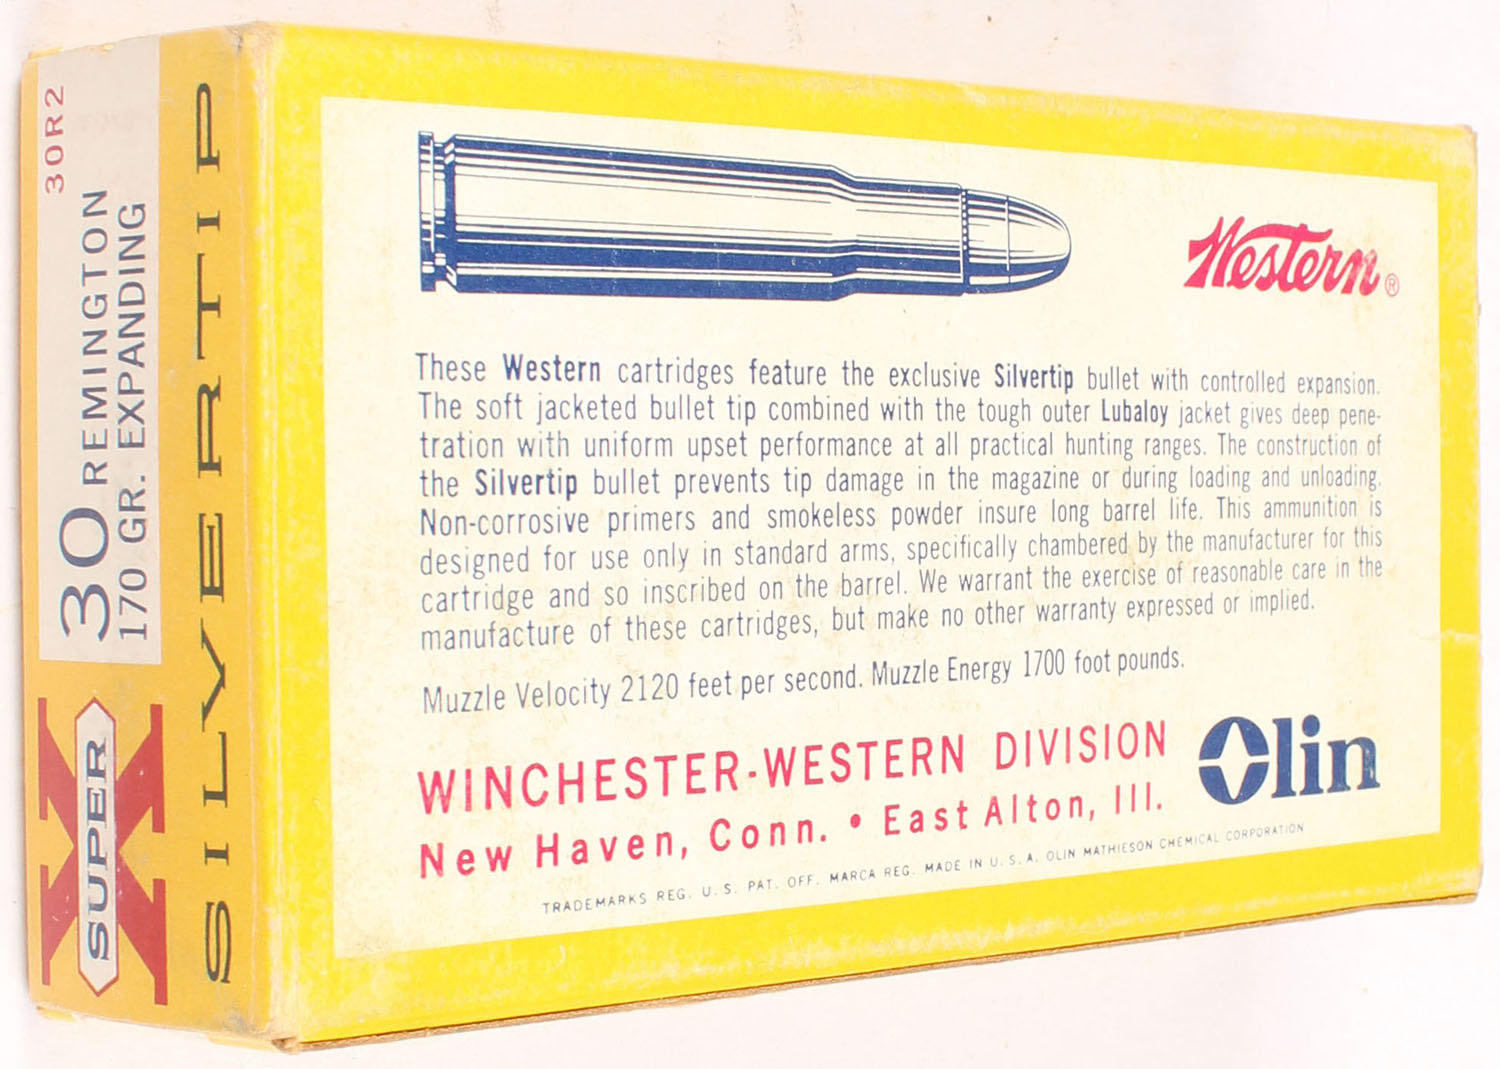 30R2
30 REMINGTON
170 GR. EXPANDING
SUPER X
SILVERTIP
Western®
These Western cartridges feature the exclusive Silvertip bullet with controlled expansion.
The soft jacketed bullet tip combined with the tough outer Lubaloy jacket gives deep pene-
tration with uniform upset performance at all practical hunting ranges. The construction of
the Silvertip bullet prevents tip damage in the magazine or during loading and unloading.
Non-corrosive primers and smokeless powder insure long barrel life. This ammunition is
designed for use only in standard arms, specifically chambered by the manufacturer for this
cartridge and so inscribed on the barrel. We warrant the exercise of reasonable care in the
manufacture of these cartridges, but make no other warranty expressed or implied.
Muzzle Velocity 2120 feet per second. Muzzle Energy 1700 foot pounds.
WINCHESTER-WESTERN DIVISION
New Haven, Conn. • East Alton, Ill.
Olin
TRADEMARKS REG. U. S. PAT. OFF. MARCA REG. MADE IN U. S. A. OLIN MATHIESON CHEMICAL CORPORATION